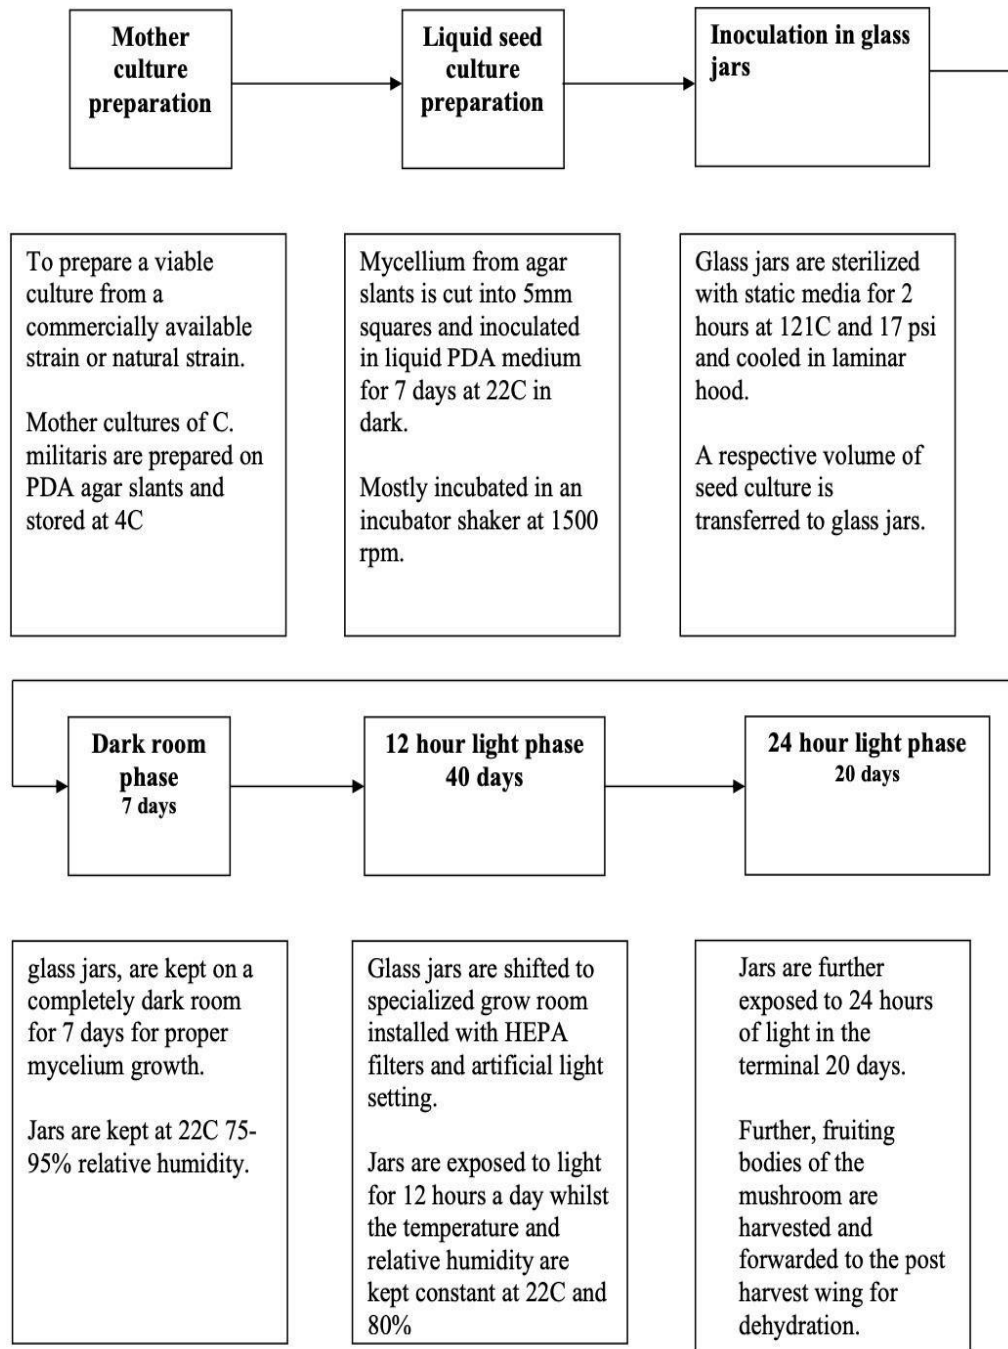 Mother
culture
preparation
Liquid seed
culture
preparation
Inoculation in glass
jars
To prepare a viable
culture from a
commercially available
strain or natural strain.
Mother cultures of C.
militaris are prepared on
PDA agar slants and
stored at 4C
Mycellium from agar
slants is cut into 5mm
squares and inoculated
in liquid PDA medium
for 7 days at 22C in
dark.
Mostly incubated in an
incubator shaker at 1500
rpm.
Glass jars are sterilized
with static media for 2
hours at 121C and 17 psi
and cooled in laminar
hood.
A respective volume of
seed culture is
transferred to glass jars.
Dark room
phase
7 days
12 hour light phase
40 days
24 hour light phase
20 days
glass jars, are kept on a
completely dark room
for 7 days for proper
mycelium growth.
Jars are kept at 22C 75-
95% relative humidity.
Glass jars are shifted to
specialized grow room
installed with HEPA
filters and artificial light
setting.
Jars are exposed to light
for 12 hours a day whilst
the temperature and
relative humidity are
kept constant at 22C and
80%
Jars are further
exposed to 24 hours
of light in the
terminal 20 days.
Further, fruiting
bodies of the
mushroom are
harvested and
forwarded to the post
harvest wing for
dehydration.